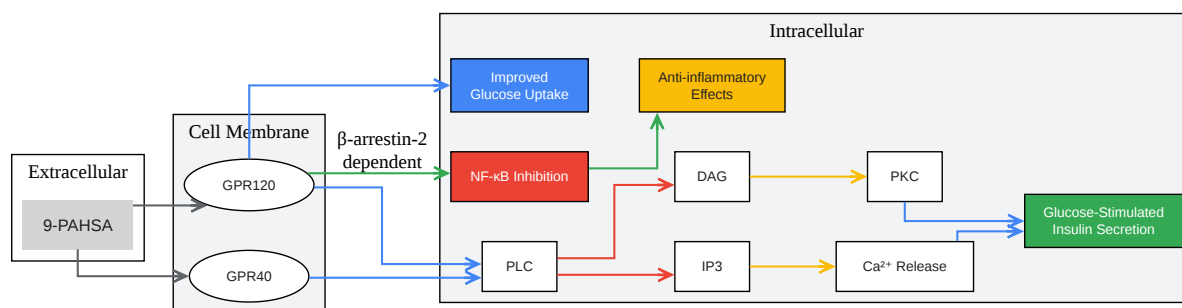 Intracellular
Improved
Glucose Uptake
Anti-inflammatory
Effects
Cell Membrane
β-arrestin-2
dependent
Extracellular
GPR120
NF-κB Inhibition
DAG
PKC
9-PAHSA
Glucose-Stimulated
Insulin Secretion
GPR40
PLC
IP3
Ca²⁺ Release